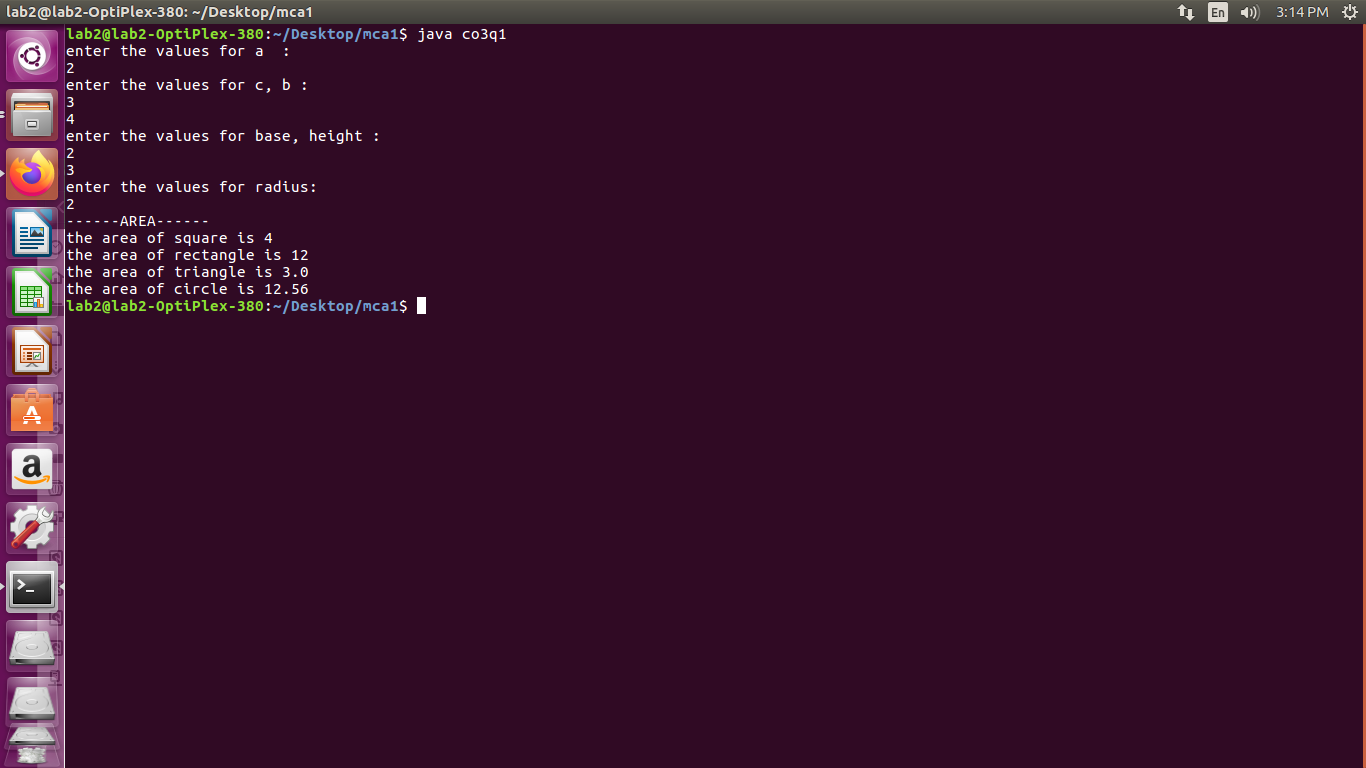 lab2@lab2-OptiPlex-380: ~/Desktop/mca1
En
3:14 PM
lab2@lab2-OptiPlex-380:~/Desktop/mca1$ java co3q1
enter the values for a  :
2
enter the values for c, b :
3
4
enter the values for base, height :
2
3
enter the values for radius:
2
------AREA------
the area of square is 4
the area of rectangle is 12
the area of triangle is 3.0
the area of circle is 12.56
lab2@lab2-OptiPlex-380:~/Desktop/mca1$